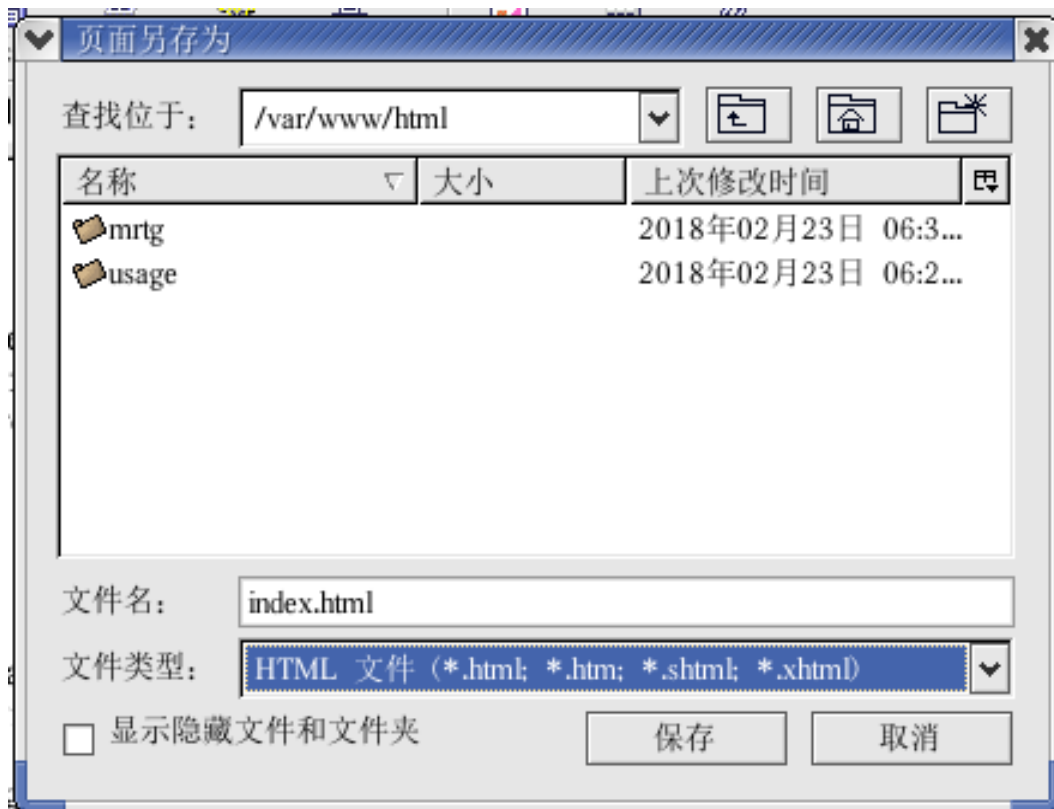 页面另存为
查找位于： /var/www/html
名称 大小 上次修改时间
mrtg 2018年02月23日 06:3...
usage 2018年02月23日 06:2...
文件名： index.html
文件类型： HTML 文件 (*.html; *.htm; *.shtml; *.xhtml)
显示隐藏文件和文件夹 保存 取消